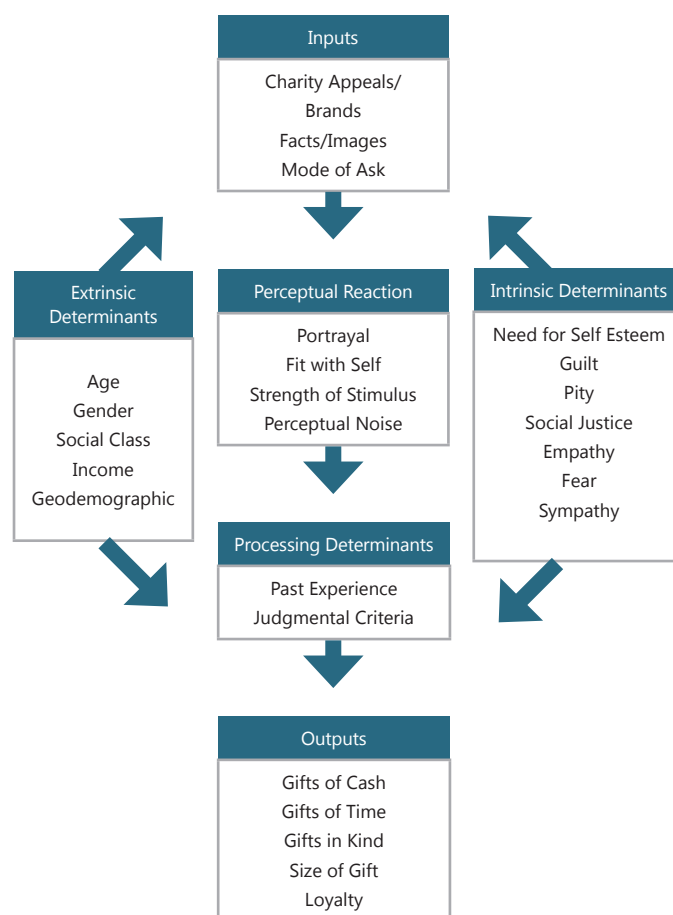 Inputs
Charity Appeals/
Brands
Facts/Images
Mode of Ask
Extrinsic
Determinants
Age
Gender
Social Class
Income
Geodemographic
Perceptual Reaction
Portrayal
Fit with Self
Strength of Stimulus
Perceptual Noise
Intrinsic Determinants
Need for Self Esteem
Guilt
Pity
Social Justice
Empathy
Fear
Sympathy
Processing Determinants
Past Experience
Judgmental Criteria
Outputs
Gifts of Cash
Gifts of Time
Gifts in Kind
Size of Gift
Loyalty